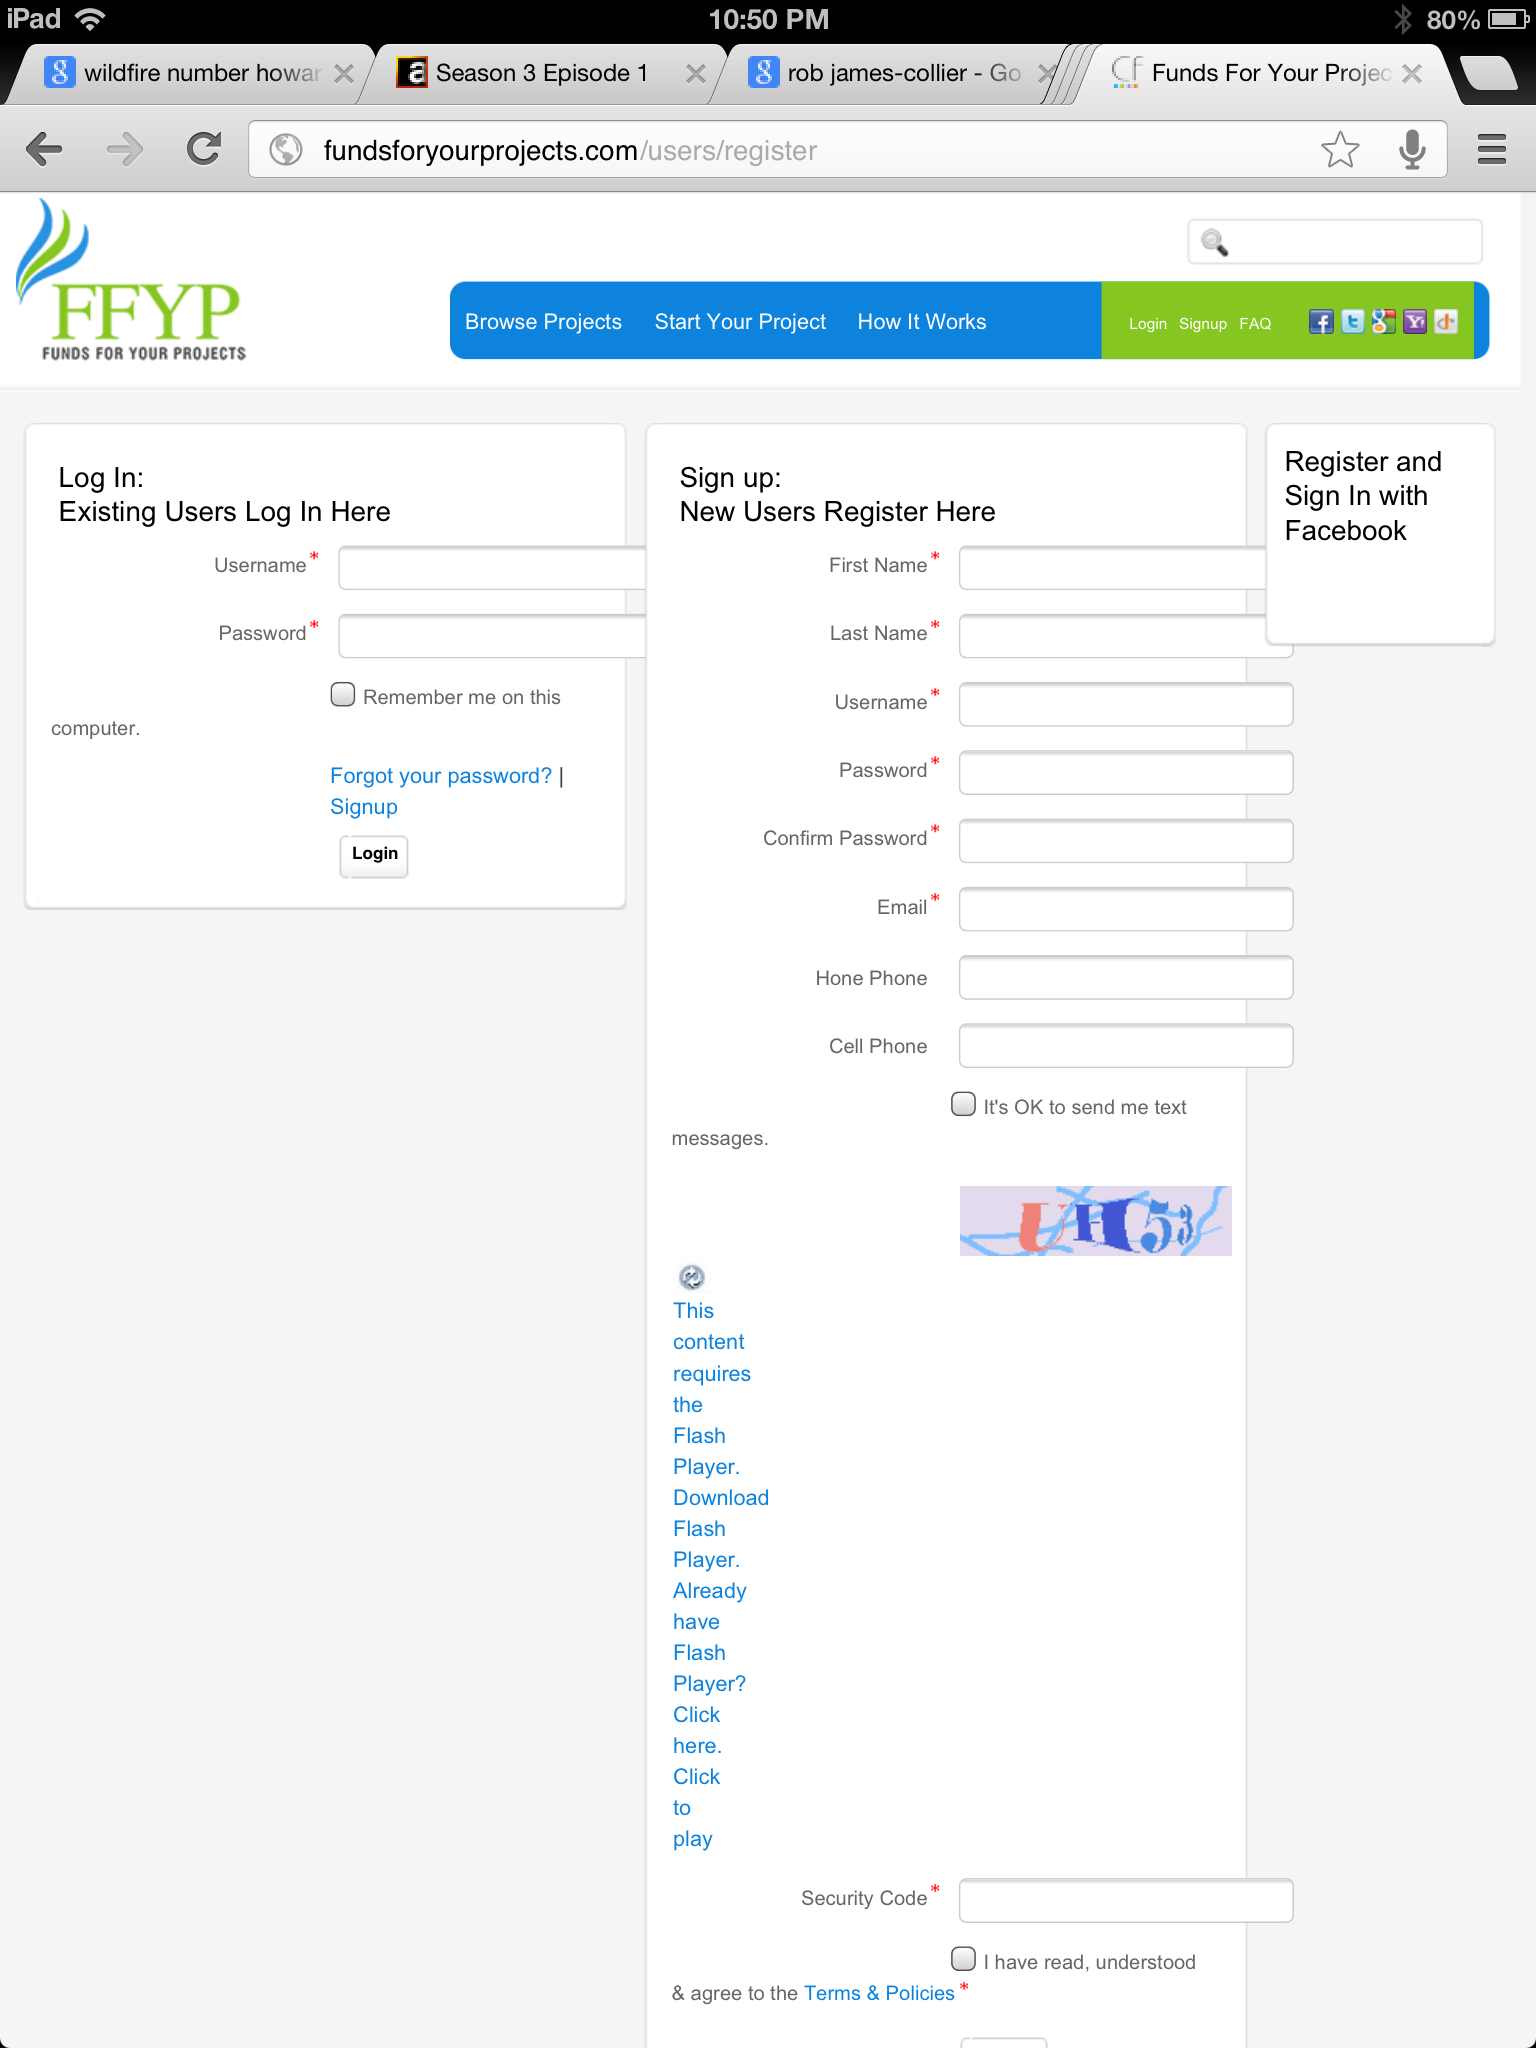 iPad
10:50 PM
80%
wildfire number howar
Season 3 Episode 1
rob james-collier - Go
Funds For Your Projec
fundsforyourprojects.com/users/register
FFYP
FUNDS FOR YOUR PROJECTS
Browse Projects
Start Your Project
How It Works
Login
Signup
FAQ
Log In:
Existing Users Log In Here
Username*
Password*
Remember me on this
computer.
Forgot your password? |
Signup
Login
Sign up:
New Users Register Here
First Name*
Last Name*
Username*
Password*
Confirm Password*
Email*
Hone Phone
Cell Phone
It's OK to send me text
messages.
UH53
This
content
requires
the
Flash
Player.
Download
Flash
Player.
Already
have
Flash
Player?
Click
here.
Click
to
play
Security Code*
I have read, understood
& agree to the Terms & Policies*
Register and
Sign In with
Facebook